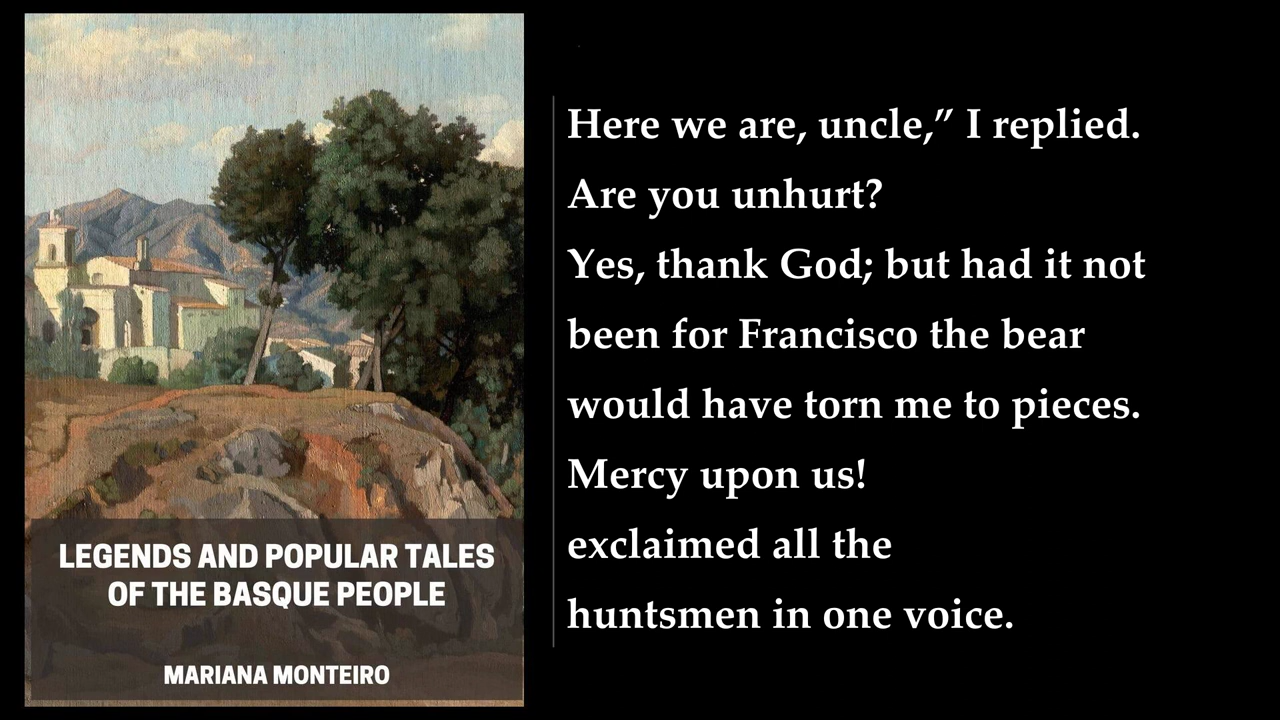 Here we are, uncle,” I replied.
Are you unhurt?
Yes, thank God; but had it not
been for Francisco the bear
would have torn me to pieces.
Mercy upon us!
exclaimed all the
huntsmen in one voice.
LEGENDS AND POPULAR TALES
OF THE BASQUE PEOPLE
MARIANA MONTEIRO